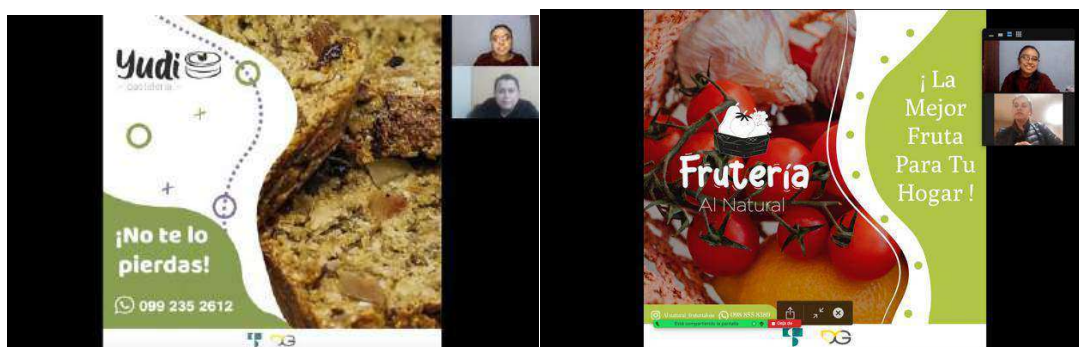 Yudi
pastelería
¡No te lo
pierdas!
099 235 2612
¡ La
Mejor
Fruta
Para Tu
Hogar !
Frutería
Al Natural